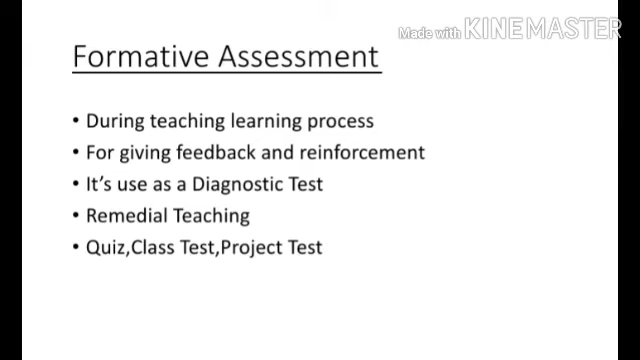 Made with KINEMASTER
Formative Assessment
• During teaching learning process
• For giving feedback and reinforcement
• It's use as a Diagnostic Test
• Remedial Teaching
• Quiz,Class Test,Project Test